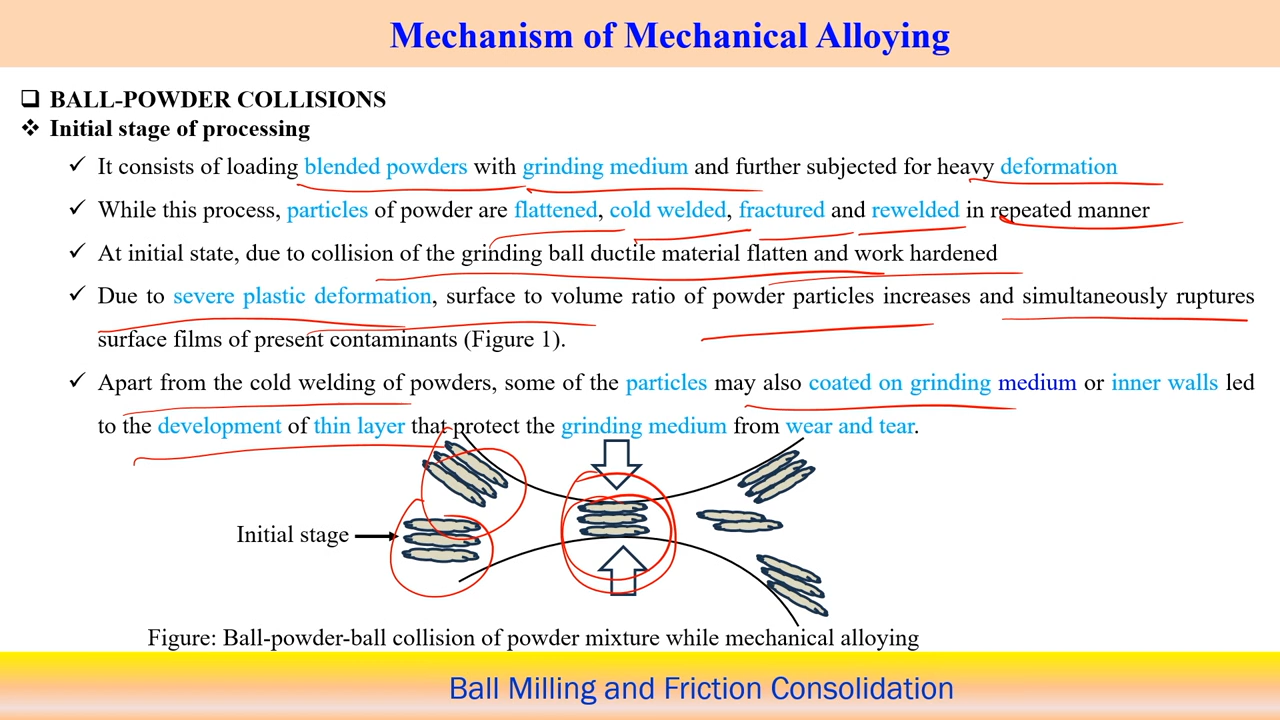 Mechanism of Mechanical Alloying
❑ BALL-POWDER COLLISIONS
❖ Initial stage of processing
✓ It consists of loading blended powders with grinding medium and further subjected for heavy deformation
✓ While this process, particles of powder are flattened, cold welded, fractured and rewelded in repeated manner
✓ At initial state, due to collision of the grinding ball ductile material flatten and work hardened
✓ Due to severe plastic deformation, surface to volume ratio of powder particles increases and simultaneously ruptures
surface films of present contaminants (Figure 1).
✓ Apart from the cold welding of powders, some of the particles may also coated on grinding medium or inner walls led
to the development of thin layer that protect the grinding medium from wear and tear.
Initial stage
Figure: Ball-powder-ball collision of powder mixture while mechanical alloying
Ball Milling and Friction Consolidation